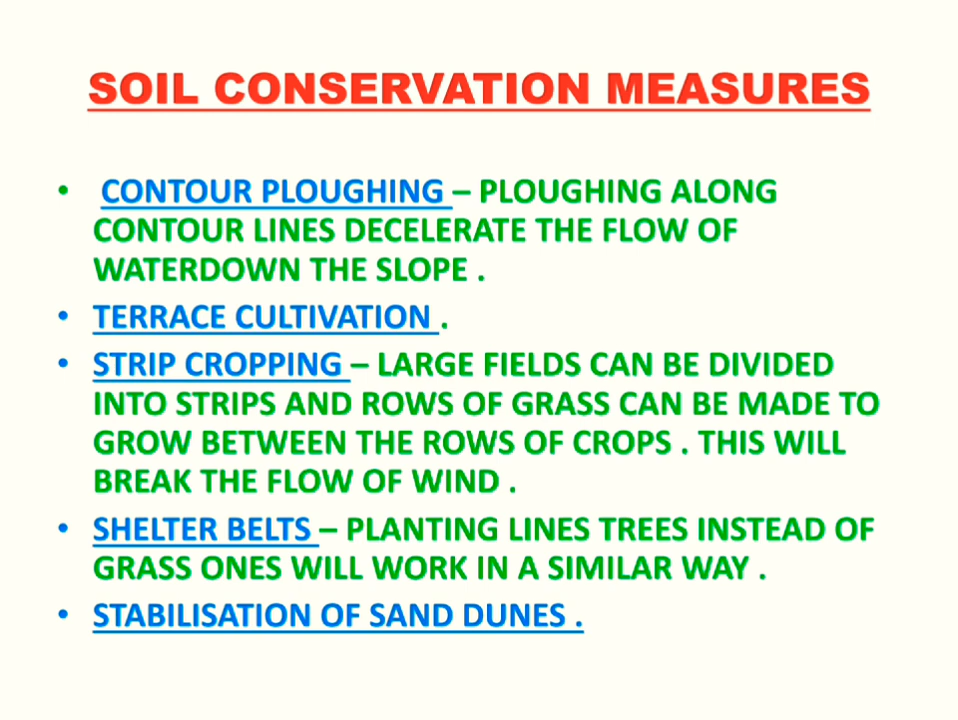 SOIL CONSERVATION MEASURES
• CONTOUR PLOUGHING – PLOUGHING ALONG
CONTOUR LINES DECELERATE THE FLOW OF
WATERDOWN THE SLOPE .
• TERRACE CULTIVATION .
• STRIP CROPPING – LARGE FIELDS CAN BE DIVIDED
INTO STRIPS AND ROWS OF GRASS CAN BE MADE TO
GROW BETWEEN THE ROWS OF CROPS . THIS WILL
BREAK THE FLOW OF WIND .
• SHELTER BELTS – PLANTING LINES TREES INSTEAD OF
GRASS ONES WILL WORK IN A SIMILAR WAY .
• STABILISATION OF SAND DUNES .